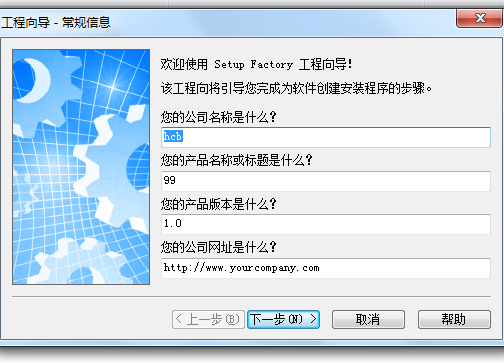 工程向导 - 常规信息
欢迎使用 Setup Factory 工程向导!
该工程向将引导您完成为软件创建安装程序的步骤。
您的公司名称是什么?
hcb
您的产品名称或标题是什么?
99
您的产品版本是什么?
1.0
您的公司网址是什么?
http://www.yourcompany.com
< 上一步(B)
下一步(N) >
取消
帮助